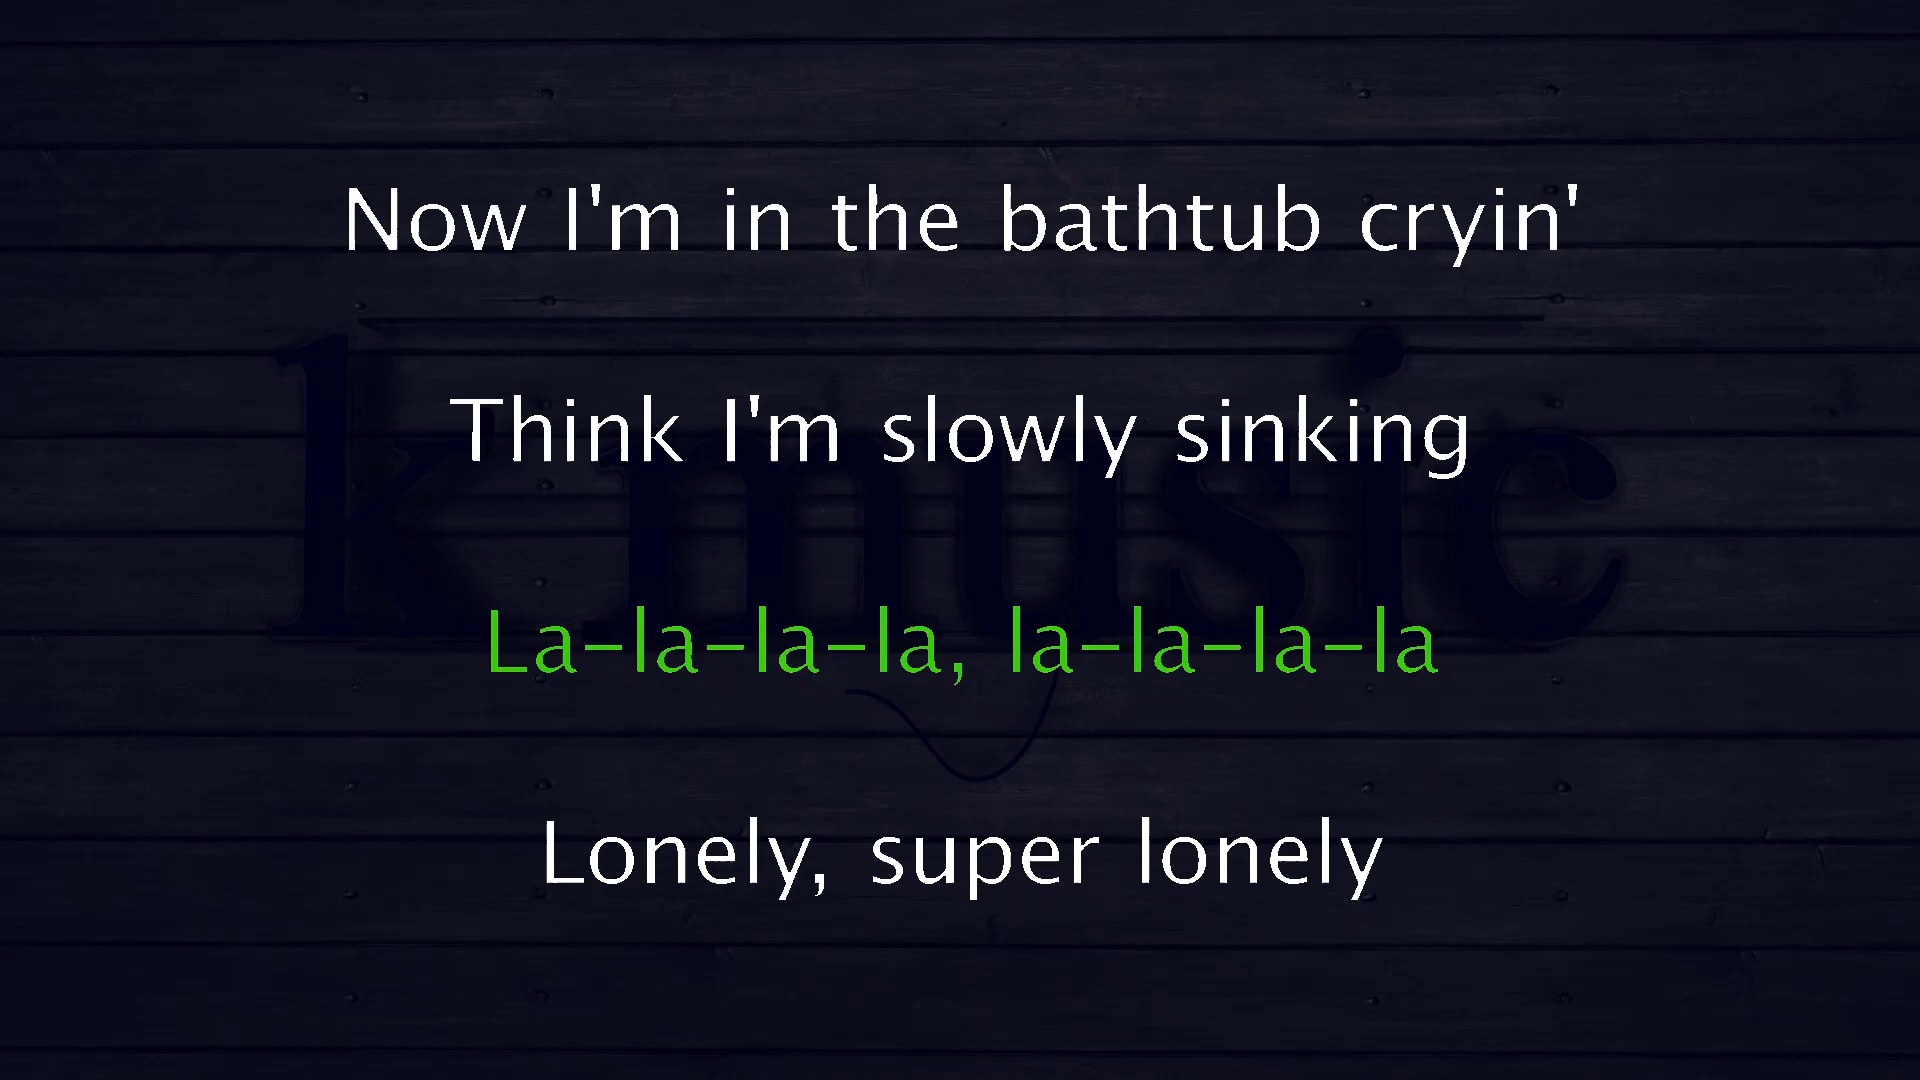 Now I'm in the bathtub cryin'
Think I'm slowly sinking
k music
La-la-la-la, la-la-la-la
Lonely, super lonely